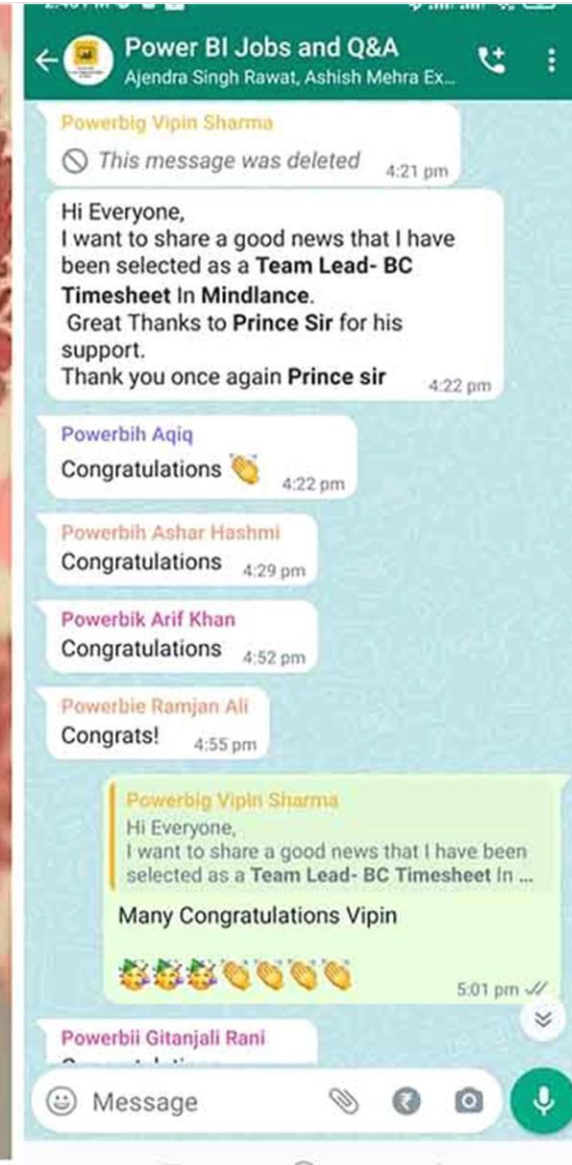 Power BI Jobs and Q&A
Ajendra Singh Rawat, Ashish Mehra Ex...
Powerbig Vipin Sharma
This message was deleted 4:21 pm
Hi Everyone,
I want to share a good news that I have
been selected as a Team Lead- BC
Timesheet In Mindlance.
Great Thanks to Prince Sir for his
support.
Thank you once again Prince sir 4:22 pm
Powerbih Aqiq
Congratulations 👏 4:22 pm
Powerbih Ashar Hashmi
Congratulations 4:29 pm
Powerbik Arif Khan
Congratulations 4:52 pm
Powerbie Ramjan Ali
Congrats! 4:55 pm
Powerbig Vipin Sharma
Hi Everyone,
I want to share a good news that I have been
selected as a Team Lead- BC Timesheet In ...
Many Congratulations Vipin
🥳🥳🥳👏👏👏👏 5:01 pm
Powerbii Gitanjali Rani
Message